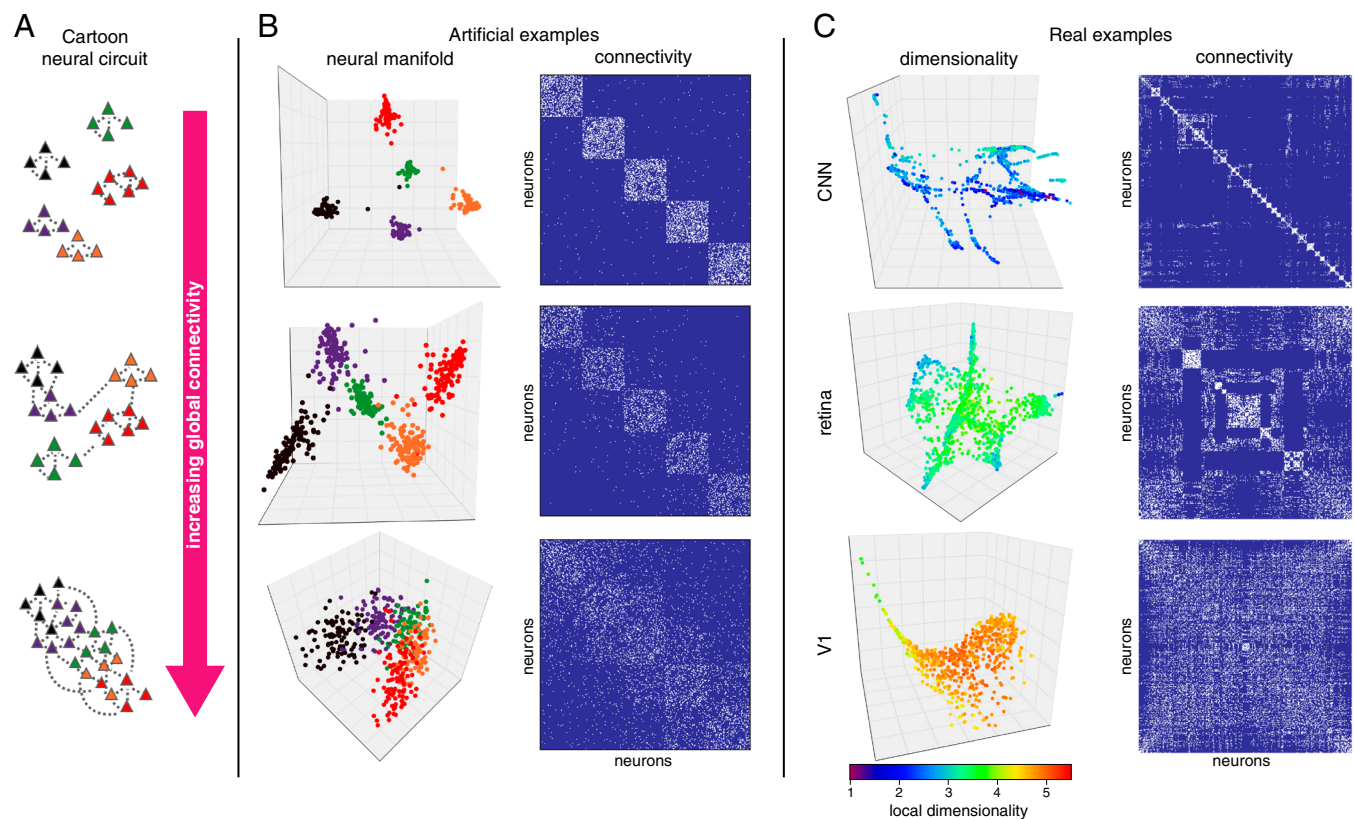 A
Cartoon
neural circuit
increasing global connectivity
B
Artificial examples
neural manifold
connectivity
neurons
neurons
neurons
neurons
C
Real examples
dimensionality
connectivity
CNN
neurons
retina
neurons
V1
neurons
neurons
1 2 3 4 5
local dimensionality